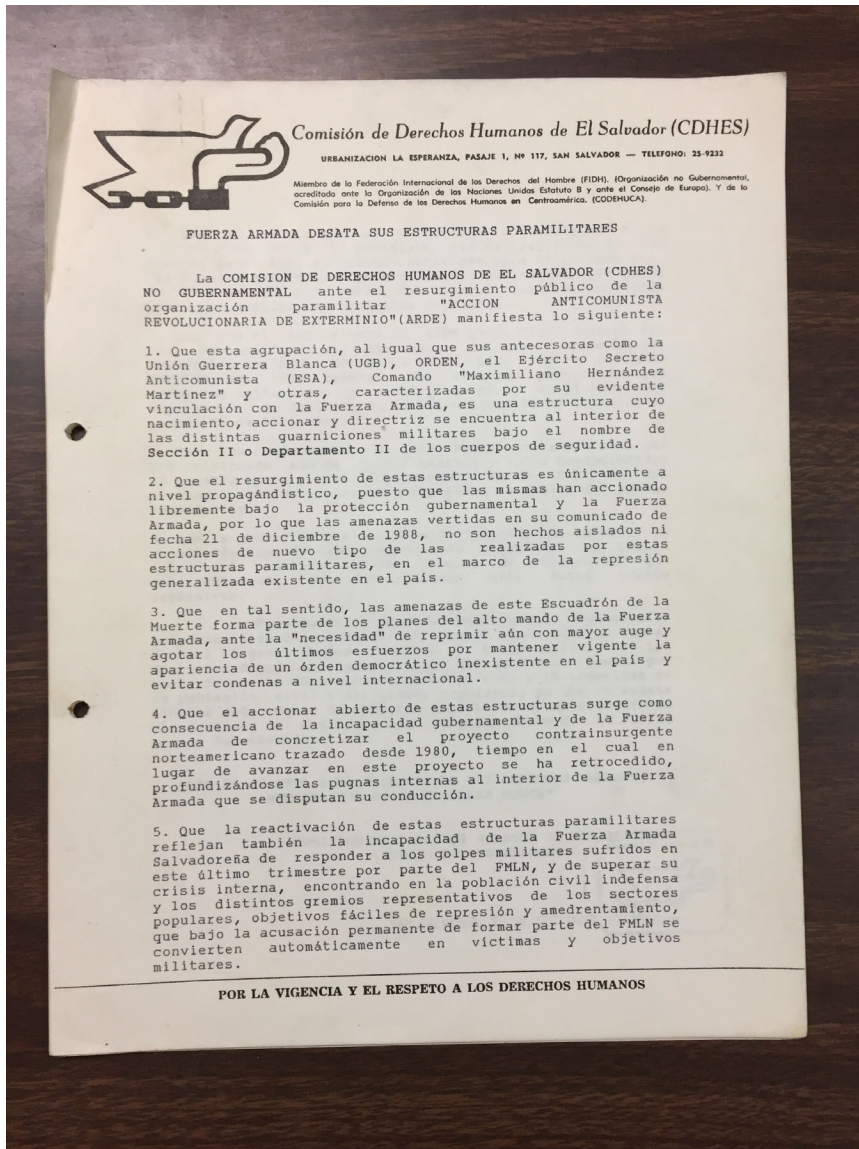 Comisión de Derechos Humanos de El Salvador (CDHES)
URBANIZACION LA ESPERANZA, PASAJE 1, Nº 117, SAN SALVADOR — TELEFONO: 25-9232
Miembro de la Federación Internacional de los Derechos del Hombre (FIDH). (Organización no Gubernamental,
acreditada ante la Organización de las Naciones Unidas Estatuto B y ante el Consejo de Europa). Y de la
Comisión para la Defensa de los Derechos Humanos en Centroamérica. (CODEHUCA).
FUERZA ARMADA DESATA SUS ESTRUCTURAS PARAMILITARES
La COMISION DE DERECHOS HUMANOS DE EL SALVADOR (CDHES)
NO GUBERNAMENTAL ante el resurgimiento público de la
organización paramilitar "ACCION ANTICOMUNISTA
REVOLUCIONARIA DE EXTERMINIO"(ARDE) manifiesta lo siguiente:
1. Que esta agrupación, al igual que sus antecesoras como la
Unión Guerrera Blanca (UGB), ORDEN, el Ejército Secreto
Anticomunista (ESA), Comando "Maximiliano Hernández
Martínez" y otras, caracterizadas por su evidente
vinculación con la Fuerza Armada, es una estructura cuyo
nacimiento, accionar y directriz se encuentra al interior de
las distintas guarniciones militares bajo el nombre de
Sección II o Departamento II de los cuerpos de seguridad.
2. Que el resurgimiento de estas estructuras es únicamente a
nivel propagándistico, puesto que las mismas han accionado
libremente bajo la protección gubernamental y la Fuerza
Armada, por lo que las amenazas vertidas en su comunicado de
fecha 21 de diciembre de 1988, no son hechos aislados ni
acciones de nuevo tipo de las realizadas por estas
estructuras paramilitares, en el marco de la represión
generalizada existente en el país.
3. Que en tal sentido, las amenazas de este Escuadrón de la
Muerte forma parte de los planes del alto mando de la Fuerza
Armada, ante la "necesidad" de reprimir aún con mayor auge y
agotar los últimos esfuerzos por mantener vigente la
apariencia de un órden democrático inexistente en el país y
evitar condenas a nivel internacional.
4. Que el accionar abierto de estas estructuras surge como
consecuencia de la incapacidad gubernamental y de la Fuerza
Armada de concretizar el proyecto contrainsurgente
norteamericano trazado desde 1980, tiempo en el cual en
lugar de avanzar en este proyecto se ha retrocedido,
profundizándose las pugnas internas al interior de la Fuerza
Armada que se disputan su conducción.
5. Que la reactivación de estas estructuras paramilitares
reflejan también la incapacidad de la Fuerza Armada
Salvadoreña de responder a los golpes militares sufridos en
este último trimestre por parte del FMLN, y de superar su
crisis interna, encontrando en la población civil indefensa
y los distintos gremios representativos de los sectores
populares, objetivos fáciles de represión y amedrentamiento,
que bajo la acusación permanente de formar parte del FMLN se
convierten automáticamente en víctimas y objetivos
militares.
POR LA VIGENCIA Y EL RESPETO A LOS DERECHOS HUMANOS